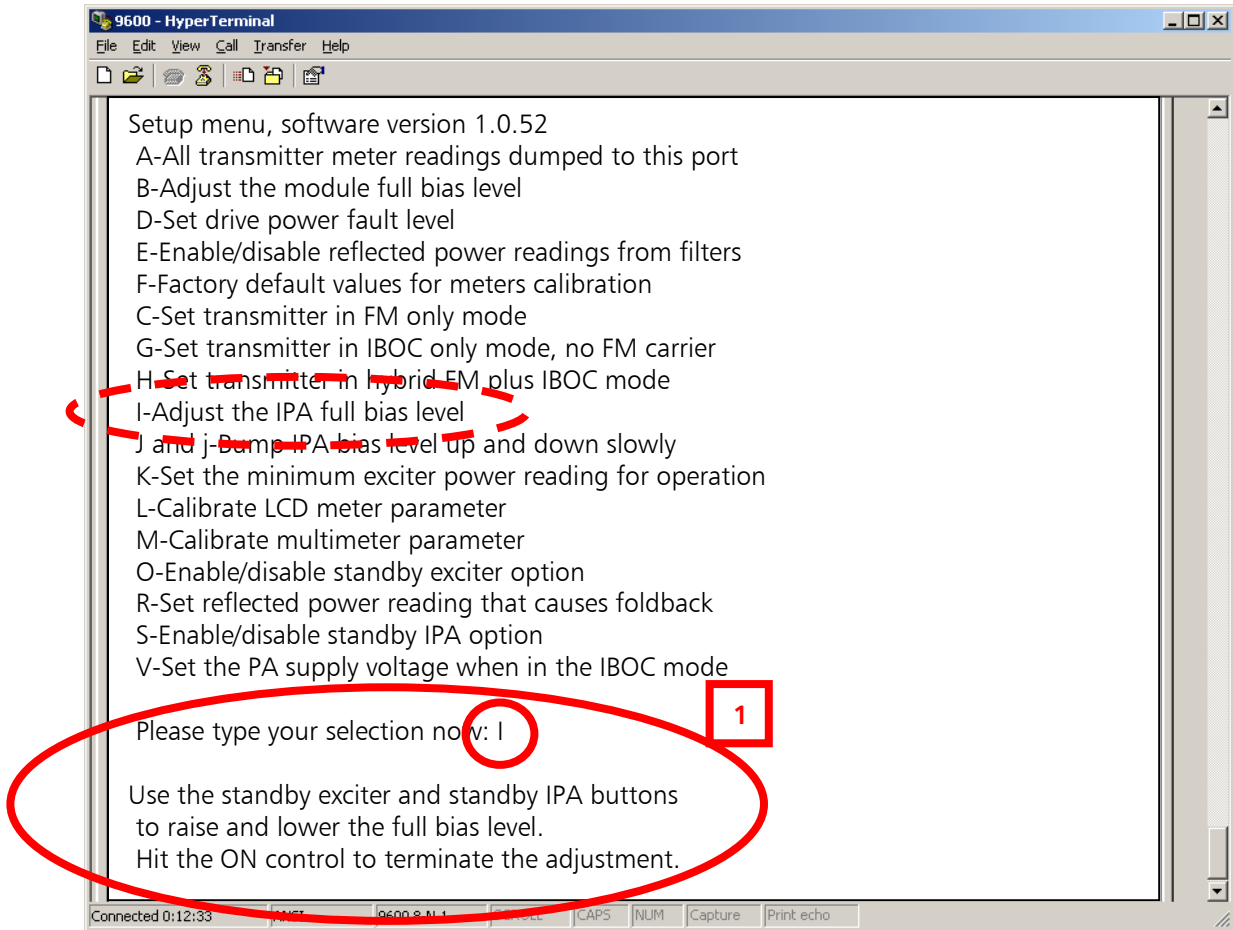 9600 - HyperTerminal
File Edit View Call Transfer Help
Setup menu, software version 1.0.52
A-All transmitter meter readings dumped to this port
B-Adjust the module full bias level
D-Set drive power fault level
E-Enable/disable reflected power readings from filters
F-Factory default values for meters calibration
C-Set transmitter in FM only mode
G-Set transmitter in IBOC only mode, no FM carrier
H-Set transmitter in hybrid FM plus IBOC mode
I-Adjust the IPA full bias level
J and j-Bump IPA bias level up and down slowly
K-Set the minimum exciter power reading for operation
L-Calibrate LCD meter parameter
M-Calibrate multimeter parameter
O-Enable/disable standby exciter option
R-Set reflected power reading that causes foldback
S-Enable/disable standby IPA option
V-Set the PA supply voltage when in the IBOC mode
1
Please type your selection now: I
Use the standby exciter and standby IPA buttons
to raise and lower the full bias level.
Hit the ON control to terminate the adjustment.
Connected 0:12:33 ANSI 9600 8-N-1 SCROLL CAPS NUM Capture Print echo